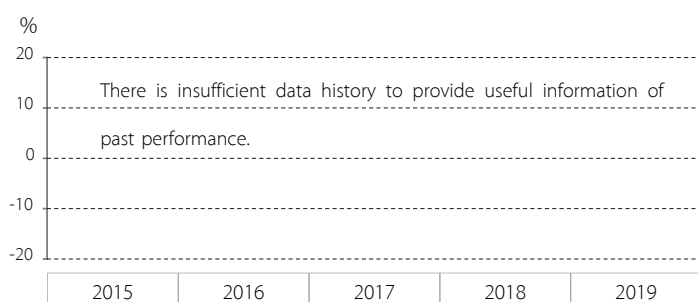 %
20
There is insufficient data history to provide useful information of
10
past performance.
0
-10
-20
2015 2016 2017 2018 2019